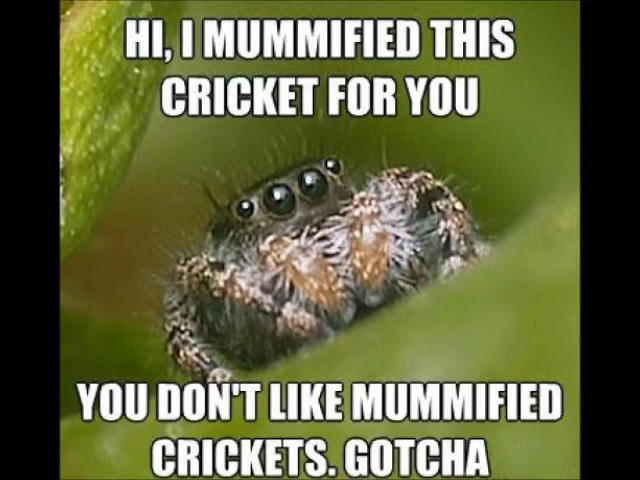 HI, I MUMMIFIED THIS
CRICKET FOR YOU
YOU DON'T LIKE MUMMIFIED
CRICKETS. GOTCHA